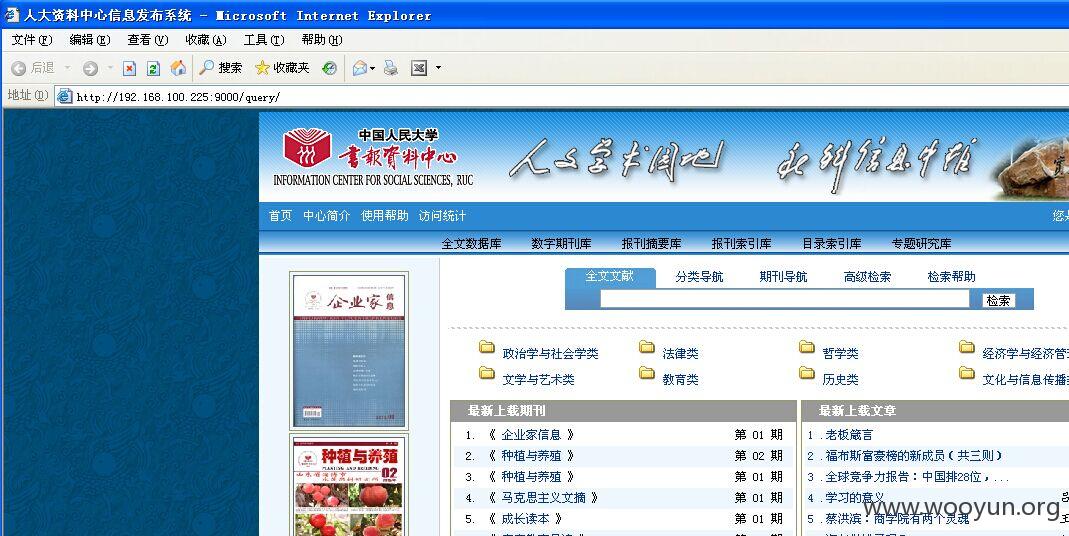 人大资料中心信息发布系统 - Microsoft Internet Explorer
文件(F) 编辑(E) 查看(V) 收藏(A) 工具(T) 帮助(H)
后退 搜索 收藏夹
地址(D) http://192.168.100.225:9000/query/
中国人民大学
書報資料中心
INFORMATION CENTER FOR SOCIAL SCIENCES, RUC
人文学术园地
首页 中心简介 使用帮助 访问统计 您是
全文数据库 数字期刊库 报刊摘要库 报刊索引库 目录索引库 专题研究库
全文文献 分类导航 期刊导航 高级检索 检索帮助
检索
企业家信息
政治学与社会学类 法律类 哲学类 经济学与经济管
文学与艺术类 教育类 历史类 文化与信息传播
种植与养殖
PLANTING AND BREEDING
02
最新上载期刊
1. 《 企业家信息 》 第 01 期
2. 《 种植与养殖 》 第 02 期
3. 《 种植与养殖 》 第 01 期
4. 《 马克思主义文摘 》 第 01 期
5. 《 成长读本 》 第 01 期
最新上载文章
1 .老板箴言
2 .福布斯富豪榜的新成员(共三则)
3 .全球竞争力报告：中国排28位，...
4 .学习的意义
5 .蔡洪滨：商学院有两个灵魂
www.wooyun.org